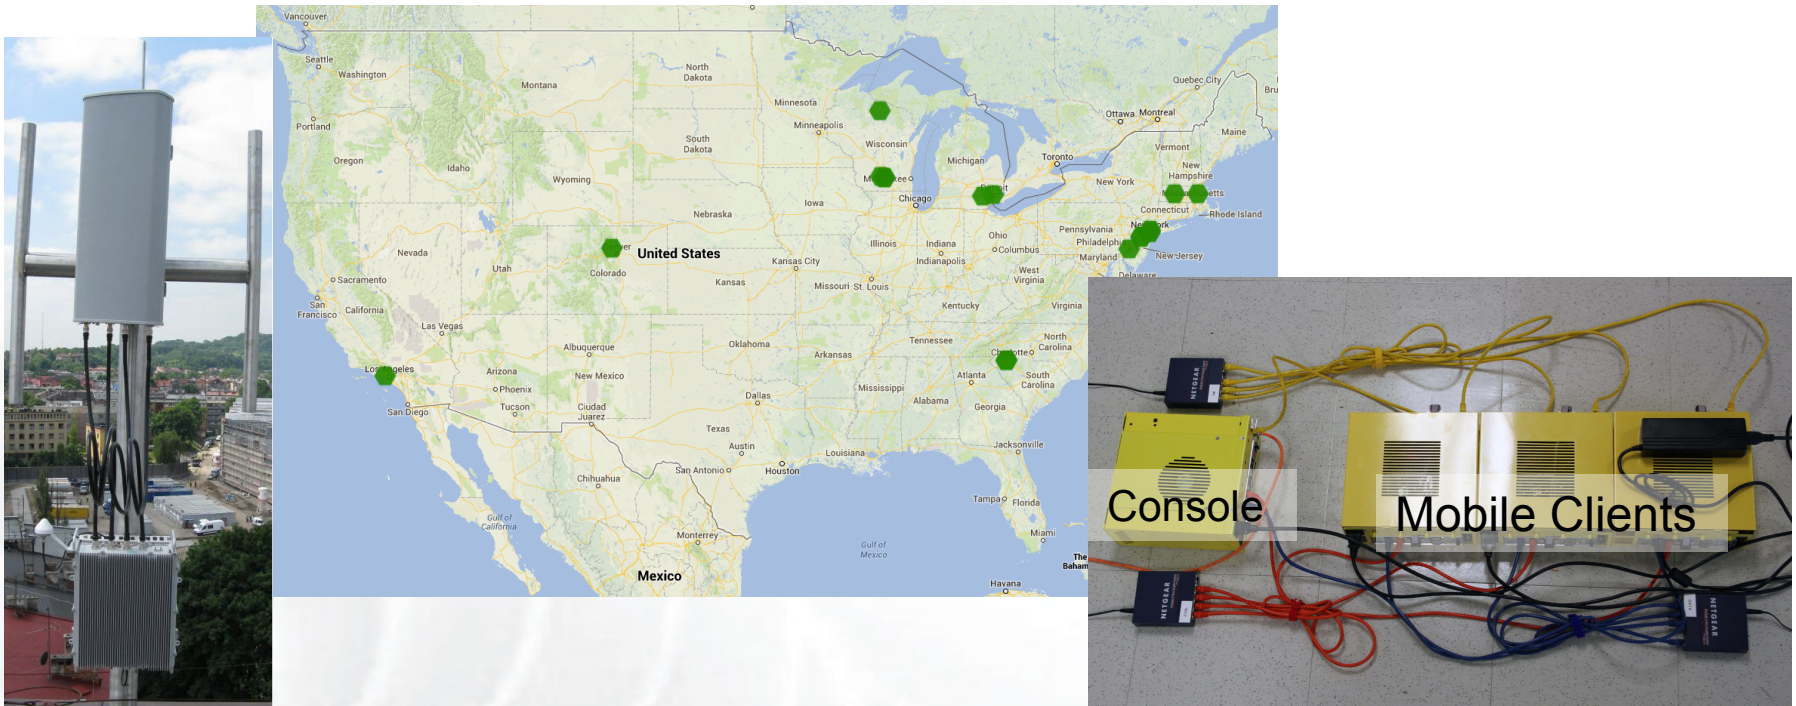 Vancouver
Seattle
Washington
Portland
Oregon
Idaho
Montana
North
Dakota
South
Dakota
Minnesota
Minneapolis
Wisconsin
Michigan
Toronto
Ottawa
Montreal
Quebec City
Maine
Vermont
New
Hampshire
New York
Connecticut
Rhode Island
Pennsylvania
Maryland
New Jersey
Delaware
Wyoming
Nebraska
Iowa
Chicago
Illinois
Indiana
Indianapolis
Ohio
Columbus
West
Virginia
Virginia
Nevada
Utah
Colorado
United States
Kansas City
Kansas
Missouri
St. Louis
Kentucky
Sacramento
San
Francisco
California
Las Vegas
Albuquerque
Oklahoma
Arkansas
Tennessee
North
Carolina
South
Carolina
Atlanta
Arizona
Phoenix
New Mexico
Tucson
San Diego
Ciudad
Juarez
Dallas
Mississippi
Alabama
Georgia
Texas
Austin
Louisiana
Jacksonville
San Antonio
Houston
Chihuahua
Tampa
Florida
Gulf of
California
Monterrey
Gulf of
Mexico
Miami
The
Baham
Mexico
Havana
NETGEAR
Console
Mobile Clients
NETGEAR
NETGEAR